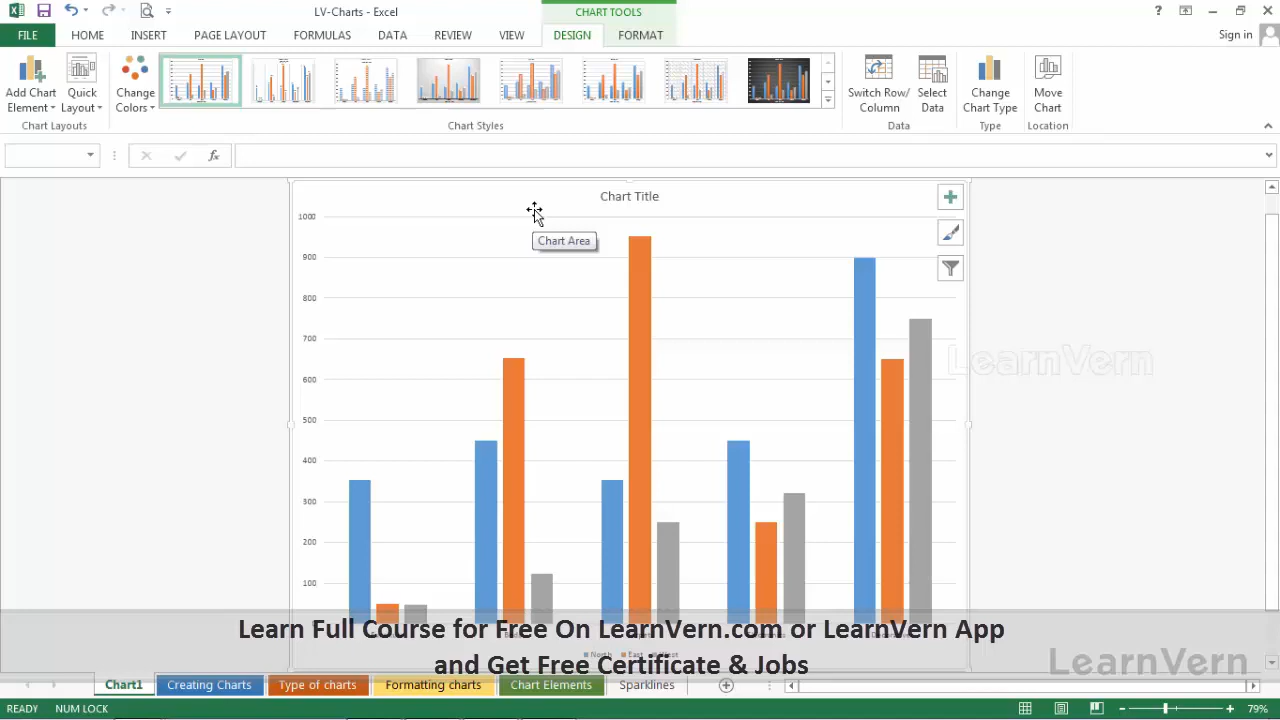 LV-Charts - Excel
CHART TOOLS
?
FILE HOME INSERT PAGE LAYOUT FORMULAS DATA REVIEW VIEW DESIGN FORMAT Sign in
Add Chart Element Quick Layout Change Colors Switch Row/ Column Select Data Change Chart Type Move Chart
Chart Layouts Chart Styles Data Type Location
fx
Chart Title
1000
Chart Area
900
800
700
LearnVern
600
500
400
300
200
100
Learn Full Course for Free On LearnVern.com or LearnVern App
North East
and Get Free Certificate & Jobs
LearnVern
Chart1 Creating Charts Type of charts Formatting charts Chart Elements Sparklines
READY NUM LOCK 79%